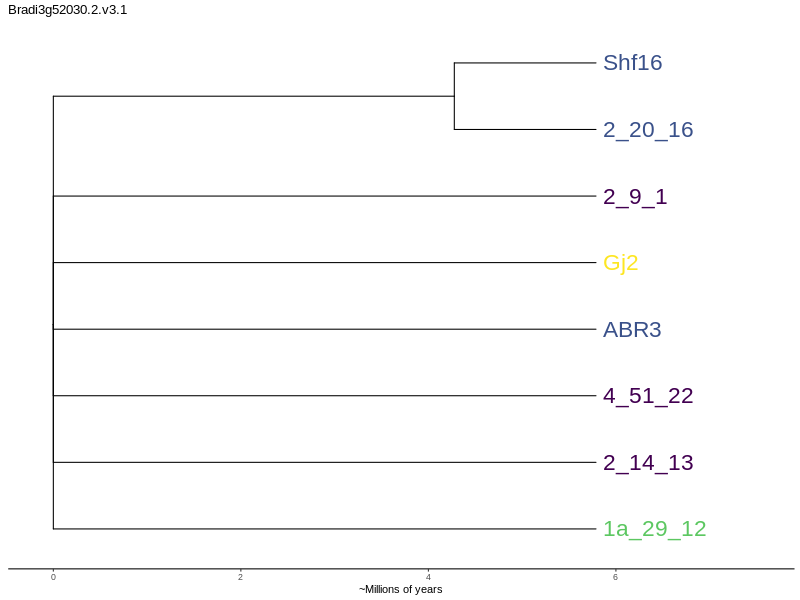 Bradi3g52030.2.v3.1
Shf16
2_20_16
2_9_1
Gj2
ABR3
4_51_22
2_14_13
1a_29_12
0 2 4 6
~Millions of years